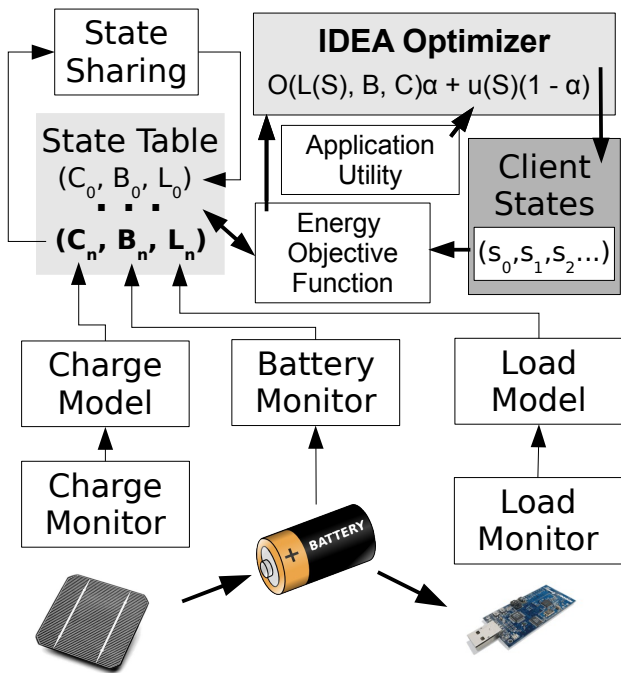 State
Sharing
IDEA Optimizer
O(L(S), B, C)α + u(S)(1 - α)
State Table
(C₀, B₀, L₀)
. . .
(Cₙ, Bₙ, Lₙ)
Application
Utility
Client
States
(s₀,s₁,s₂...)
Energy
Objective
Function
Charge
Model
Battery
Monitor
Load
Model
Charge
Monitor
Load
Monitor
+ BATTERY